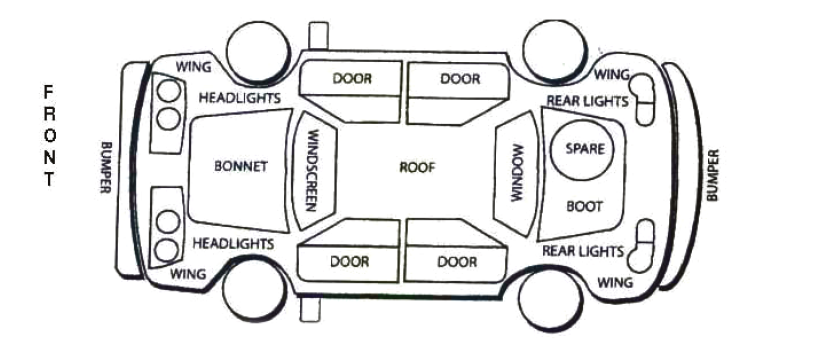 FRONT
BUMPER
WING
HEADLIGHTS
DOOR
DOOR
WING
REAR LIGHTS
BONNET
WINDSCREEN
ROOF
WINDOW
SPARE
BOOT
BUMPER
HEADLIGHTS
WING
DOOR
DOOR
REAR LIGHTS
WING